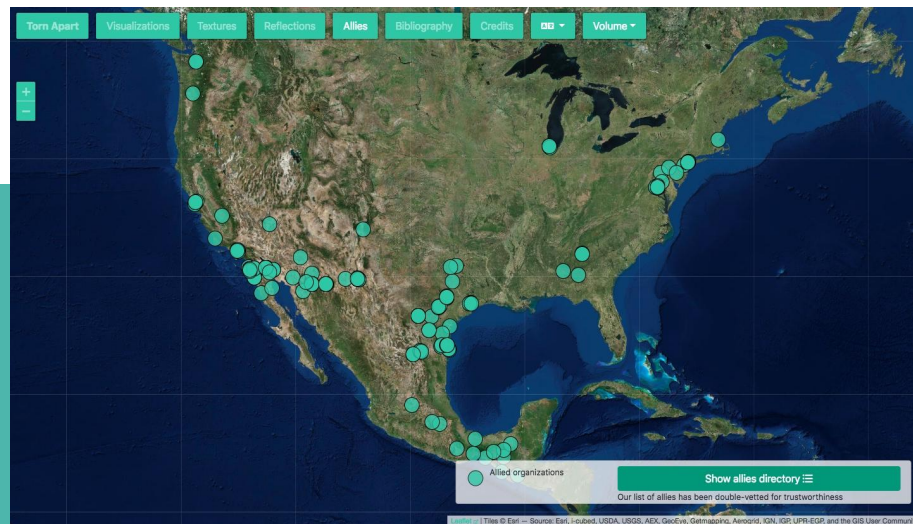 Torn Apart
Visualizations
Textures
Reflections
Allies
Bibliography
Credits
Volume
+
−
Allied organizations
Show allies directory
Our list of allies has been double-vetted for trustworthiness
Leaflet | Tiles © Esri — Source: Esri, i-cubed, USDA, USGS, AEX, GeoEye, Getmapping, Aerogrid, IGN, IGP, UPR-EGP, and the GIS User Commun